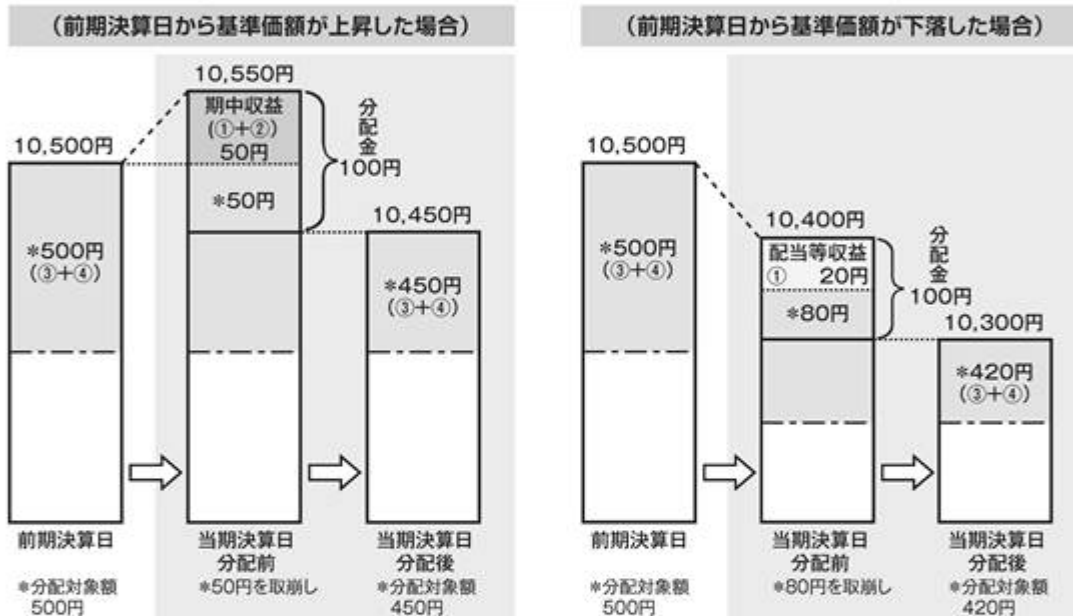 (前期決算日から基準価額が上昇した場合)
10,550円
期中収益
(①+②)
50円
*50円
分配金
100円
10,500円
*500円
(③+④)
10,450円
*450円
(③+④)
前期決算日
当期決算日
分配前
当期決算日
分配後
*分配対象額
500円
*50円を取崩し
*分配対象額
450円
(前期決算日から基準価額が下落した場合)
10,500円
*500円
(③+④)
10,400円
配当等収益
① 20円
*80円
分配金
100円
10,300円
*420円
(③+④)
前期決算日
当期決算日
分配前
当期決算日
分配後
*分配対象額
500円
*80円を取崩し
*分配対象額
420円